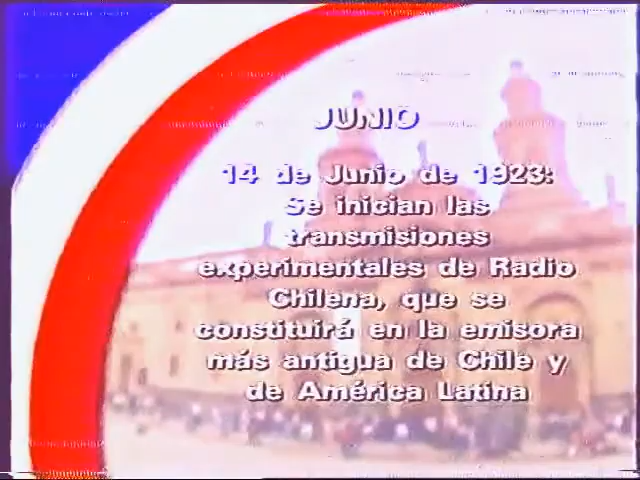 JUNIO
14 de Junio de 1923:
Se inician las
transmisiones
experimentales de Radio
Chilena, que se
constituirá en la emisora
más antigua de Chile y
de América Latina